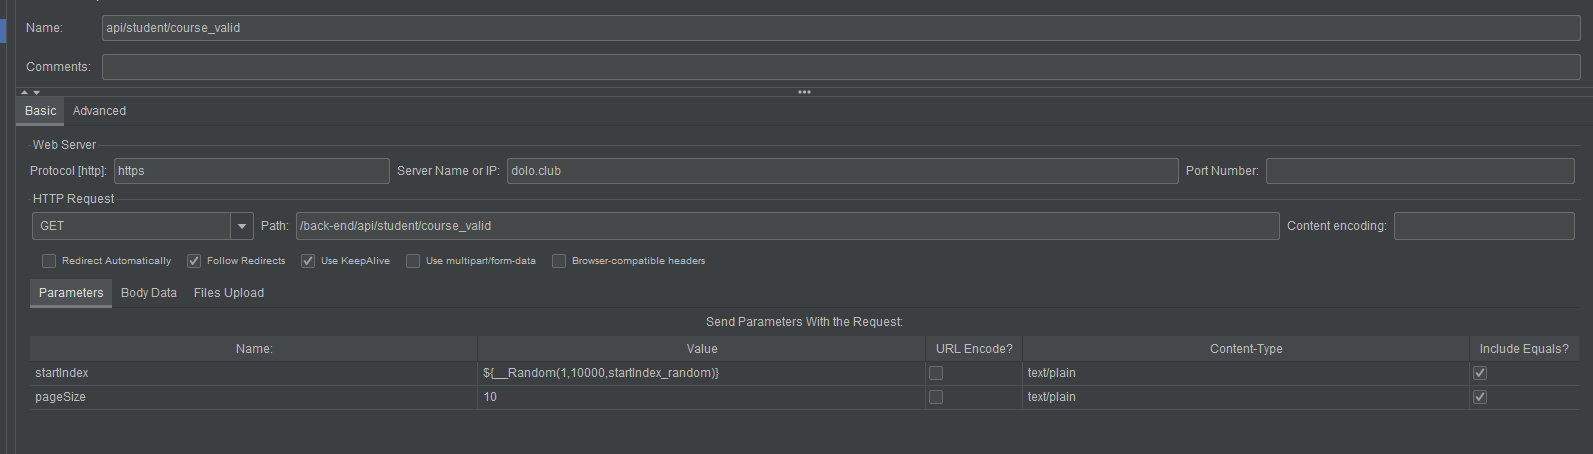 Name: api/student/course_valid
Comments:
Basic Advanced
Web Server
Protocol [http]: https Server Name or IP: dolo.club Port Number:
HTTP Request
GET Path: /back-end/api/student/course_valid Content encoding:
Redirect Automatically Follow Redirects Use KeepAlive Use multipart/form-data Browser-compatible headers
Parameters Body Data Files Upload
Send Parameters With the Request:
Name: Value URL Encode? Content-Type Include Equals?
startIndex ${__Random(1,10000,startIndex_random)} text/plain
pageSize 10 text/plain